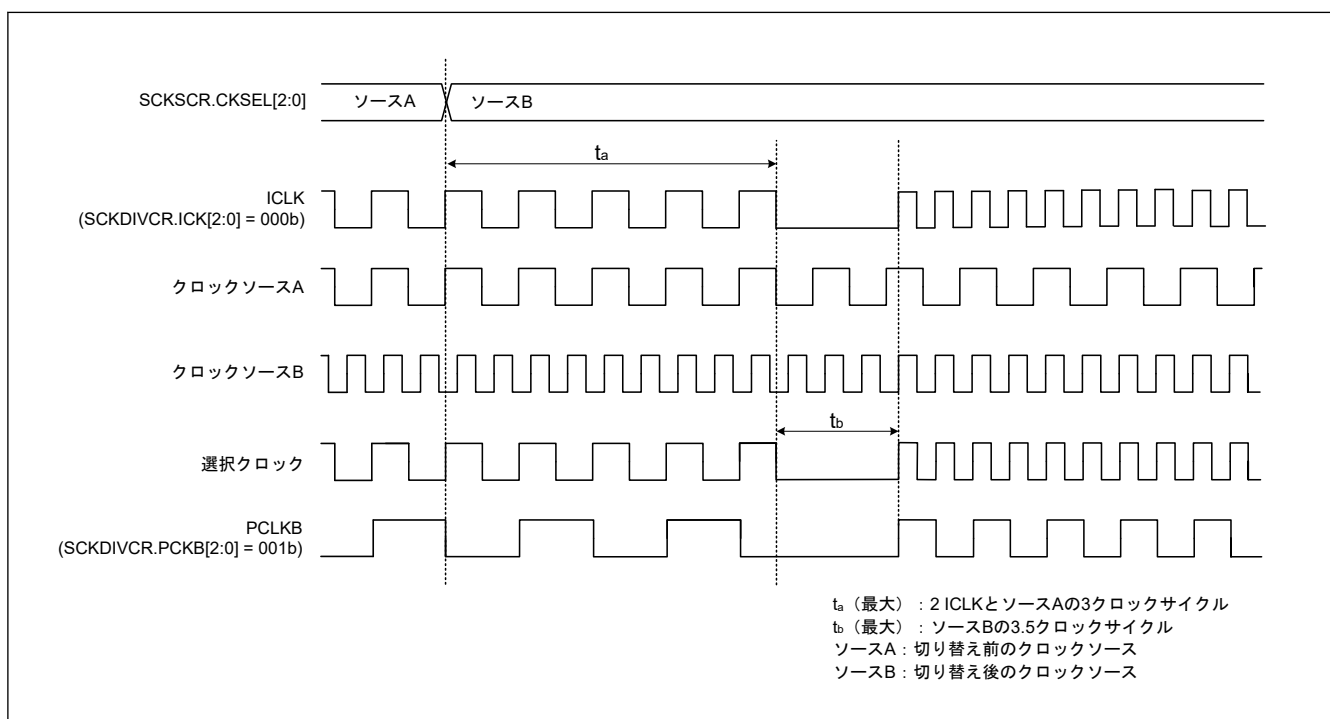 SCKSCR.CKSEL[2:0]
ソースA
ソースB
ta
ICLK
(SCKDIVCR.ICK[2:0] = 000b)
クロックソースA
クロックソースB
tb
選択クロック
PCLKB
(SCKDIVCR.PCKB[2:0] = 001b)
ta（最大）：2 ICLKとソースAの3クロックサイクル
tb（最大）：ソースBの3.5クロックサイクル
ソースA：切り替え前のクロックソース
ソースB：切り替え後のクロックソース